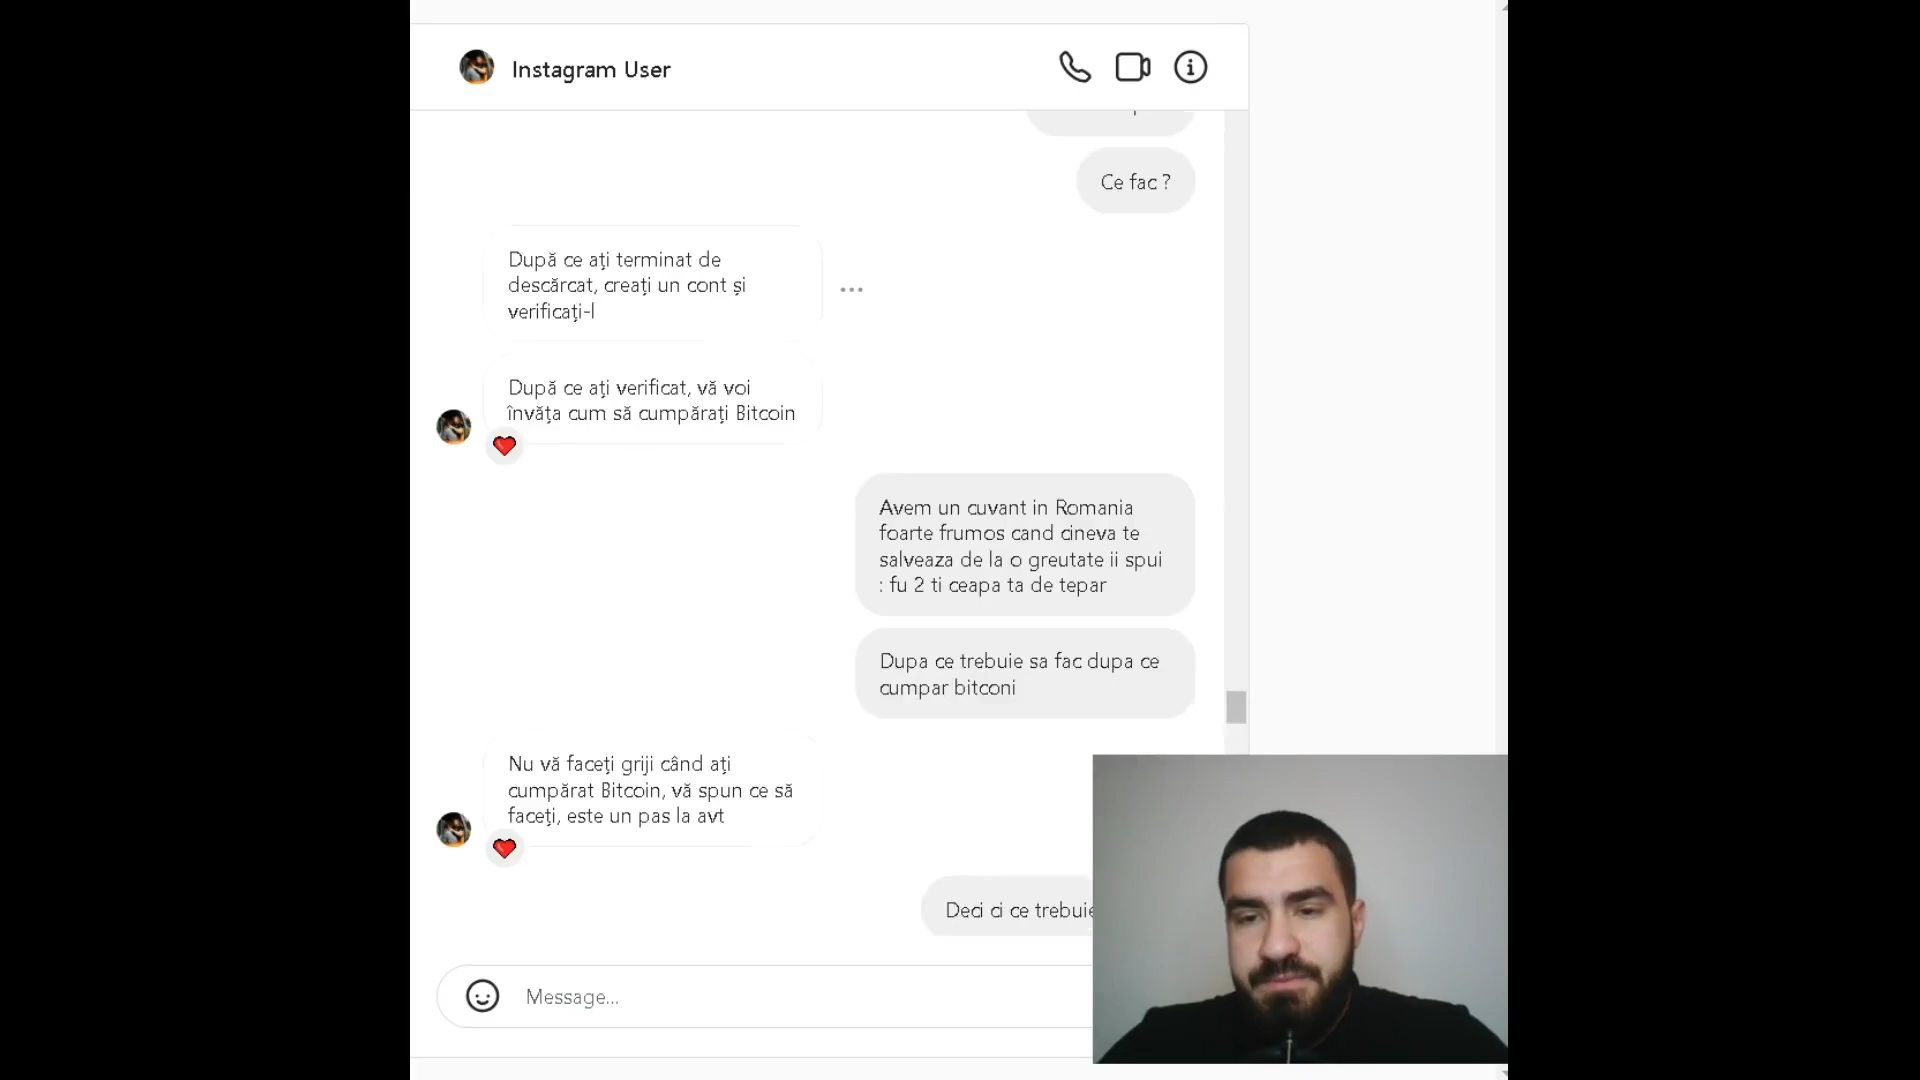 Instagram User
Ce fac ?
După ce ați terminat de
descărcat, creați un cont și
verificați-l
După ce ați verificat, vă voi
învăța cum să cumpărați Bitcoin
Avem un cuvant in Romania
foarte frumos cand cineva te
salveaza de la o greutate ii spui
: fu 2 ti ceapa ta de tepar
Dupa ce trebuie sa fac dupa ce
cumpar bitconi
Nu vă faceți griji când ați
cumpărat Bitcoin, vă spun ce să
faceți, este un pas la avt
Deci ci ce trebuie
Message...